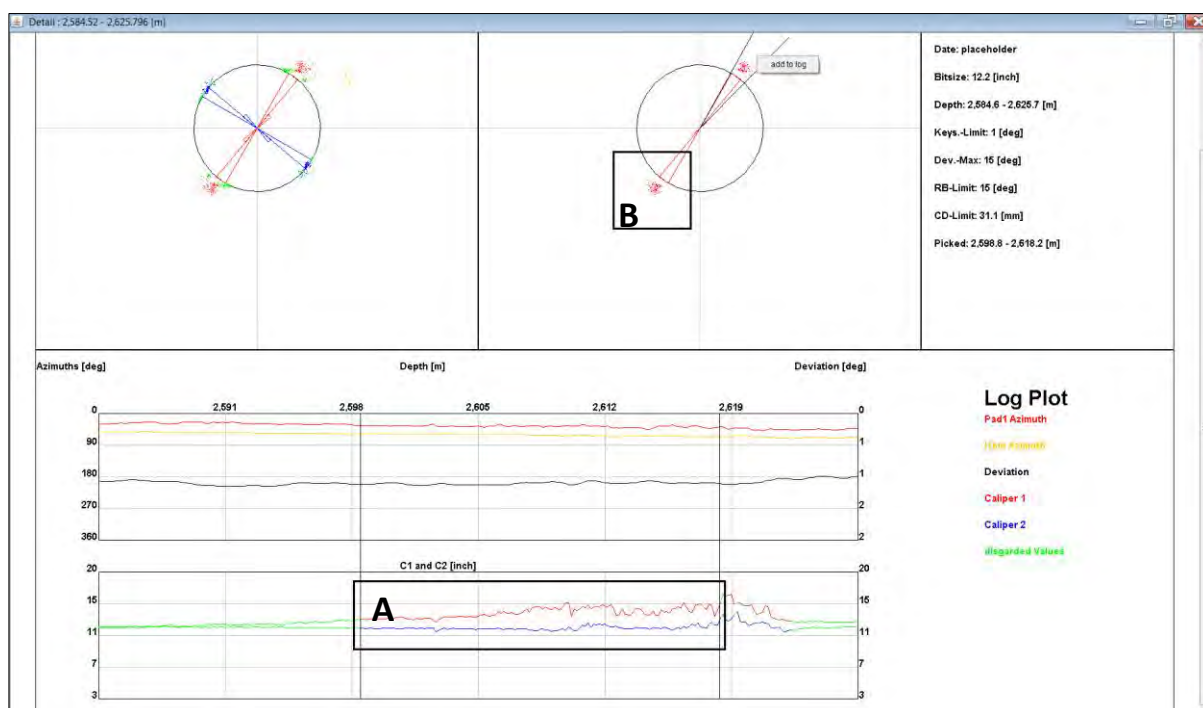 Detail : 2,584.52 - 2,625.796 [m]
add to log
B
Date: placeholder
Bitsize: 12.2 [inch]
Depth: 2,584.6 - 2,625.7 [m]
Keys.-Limit: 1 [deg]
Dev.-Max: 15 [deg]
RB-Limit: 15 [deg]
CD-Limit: 31.1 [mm]
Picked: 2,598.8 - 2,618.2 [m]
Azimuths [deg] Depth [m] Deviation [deg]
2,591 2,598 2,605 2,612 2,619
0 0
90 1
180 1
270 2
360 2
C1 and C2 [inch]
20 20
A
15 15
11 11
7 7
3 3
Log Plot
Pad1 Azimuth
Azimuth
Deviation
Caliper 1
Caliper 2
disgarded Values